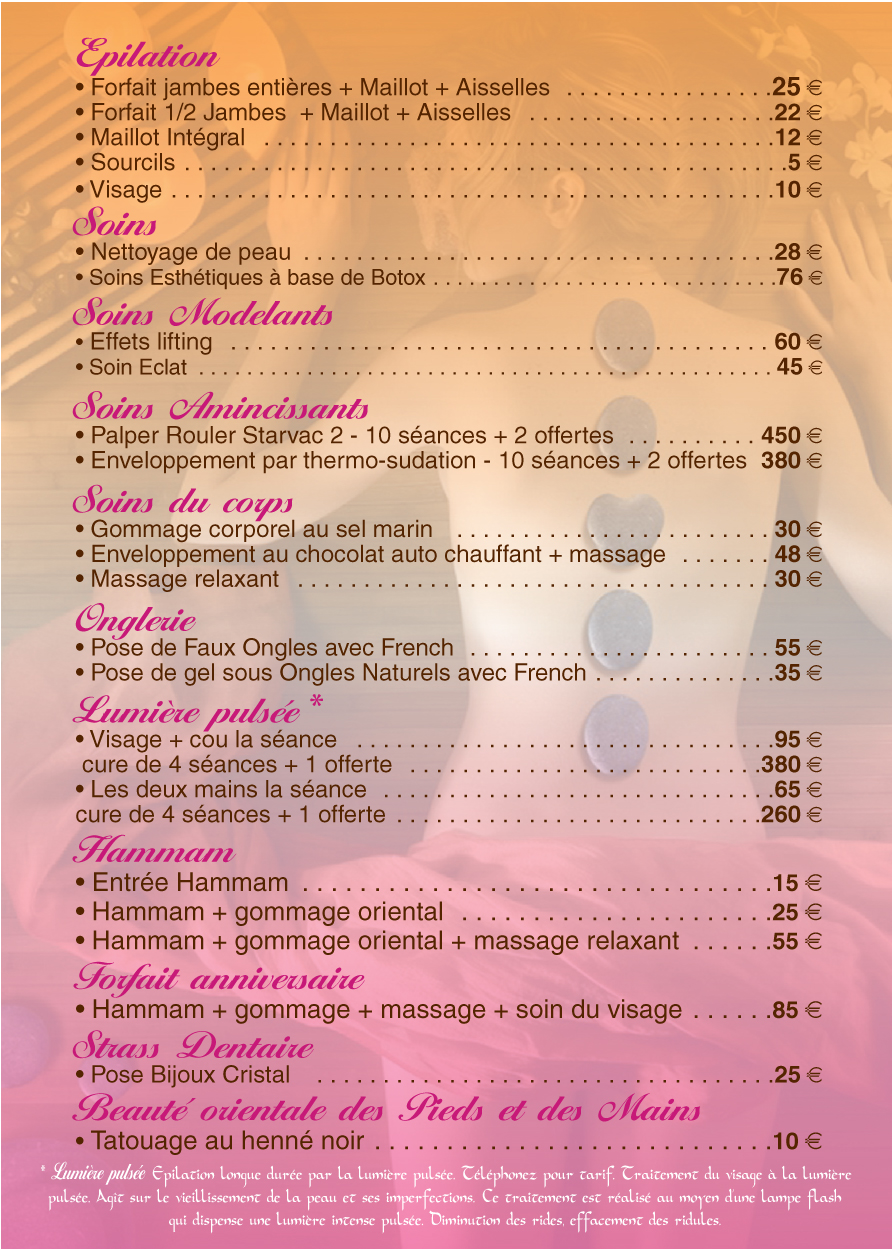 Epilation
• Forfait jambes entières + Maillot + Aisselles . . . . . . . . . . . . . . . .25 €
• Forfait 1/2 Jambes + Maillot + Aisselles . . . . . . . . . . . . . . . . . . .22 €
• Maillot Intégral . . . . . . . . . . . . . . . . . . . . . . . . . . . . . . . . . . . . . . .12 €
• Sourcils . . . . . . . . . . . . . . . . . . . . . . . . . . . . . . . . . . . . . . . . . . . . . .5 €
• Visage . . . . . . . . . . . . . . . . . . . . . . . . . . . . . . . . . . . . . . . . . . . . . .10 €
Soins
• Nettoyage de peau . . . . . . . . . . . . . . . . . . . . . . . . . . . . . . . . . . . .28 €
• Soins Esthétiques à base de Botox . . . . . . . . . . . . . . . . . . . . . . . . . . . .76 €
Soins Modelants
• Effets lifting . . . . . . . . . . . . . . . . . . . . . . . . . . . . . . . . . . . . . . . . . 60 €
• Soin Eclat . . . . . . . . . . . . . . . . . . . . . . . . . . . . . . . . . . . . . . . . . . . . . . . 45 €
Soins Amincissants
• Palper Rouler Starvac 2 - 10 séances + 2 offertes . . . . . . . . . . 450 €
• Enveloppement par thermo-sudation - 10 séances + 2 offertes 380 €
Soins du corps
• Gommage corporel au sel marin . . . . . . . . . . . . . . . . . . . . . . . . 30 €
• Enveloppement au chocolat auto chauffant + massage . . . . . . . 48 €
• Massage relaxant . . . . . . . . . . . . . . . . . . . . . . . . . . . . . . . . . . . . 30 €
Onglerie
• Pose de Faux Ongles avec French . . . . . . . . . . . . . . . . . . . . . . . 55 €
• Pose de gel sous Ongles Naturels avec French . . . . . . . . . . . . . .35 €
Lumière pulsée *
• Visage + cou la séance . . . . . . . . . . . . . . . . . . . . . . . . . . . . . . . .95 €
cure de 4 séances + 1 offerte . . . . . . . . . . . . . . . . . . . . . . . . . . .380 €
• Les deux mains la séance . . . . . . . . . . . . . . . . . . . . . . . . . . . . . .65 €
cure de 4 séances + 1 offerte . . . . . . . . . . . . . . . . . . . . . . . . . . . .260 €
Hammam
• Entrée Hammam . . . . . . . . . . . . . . . . . . . . . . . . . . . . . . . . .15 €
• Hammam + gommage oriental . . . . . . . . . . . . . . . . . . . . . .25 €
• Hammam + gommage oriental + massage relaxant . . . . . .55 €
Forfait anniversaire
• Hammam + gommage + massage + soin du visage . . . . . .85 €
Strass Dentaire
• Pose Bijoux Cristal . . . . . . . . . . . . . . . . . . . . . . . . . . . . . . . . . . .25 €
Beauté orientale des Pieds et des Mains
• Tatouage au henné noir . . . . . . . . . . . . . . . . . . . . . . . . . . . .10 €
* Lumière pulsée Epilation longue durée par la lumière pulsée. Téléphonez pour tarif. Traitement du visage à la lumière
pulsée. Agit sur le vieillissement de la peau et ses imperfections. Ce traitement est réalisé au moyen d'une lampe flash
qui dispense une lumière intense pulsée. Diminution des rides, effacement des ridules.